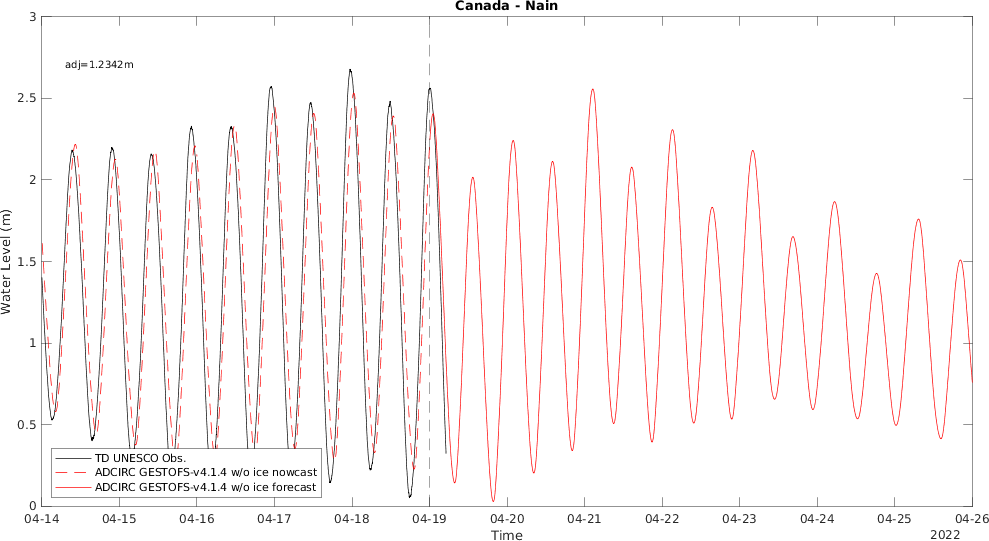 Canada - Nain
3
adj=1.2342m
2.5
2
1.5
1
0.5
0
Water Level (m)
TD UNESCO Obs.
ADCIRC GESTOFS-v4.1.4 w/o ice nowcast
ADCIRC GESTOFS-v4.1.4 w/o ice forecast
04-14 04-15 04-16 04-17 04-18 04-19 04-20 04-21 04-22 04-23 04-24 04-25 04-26
Time
2022